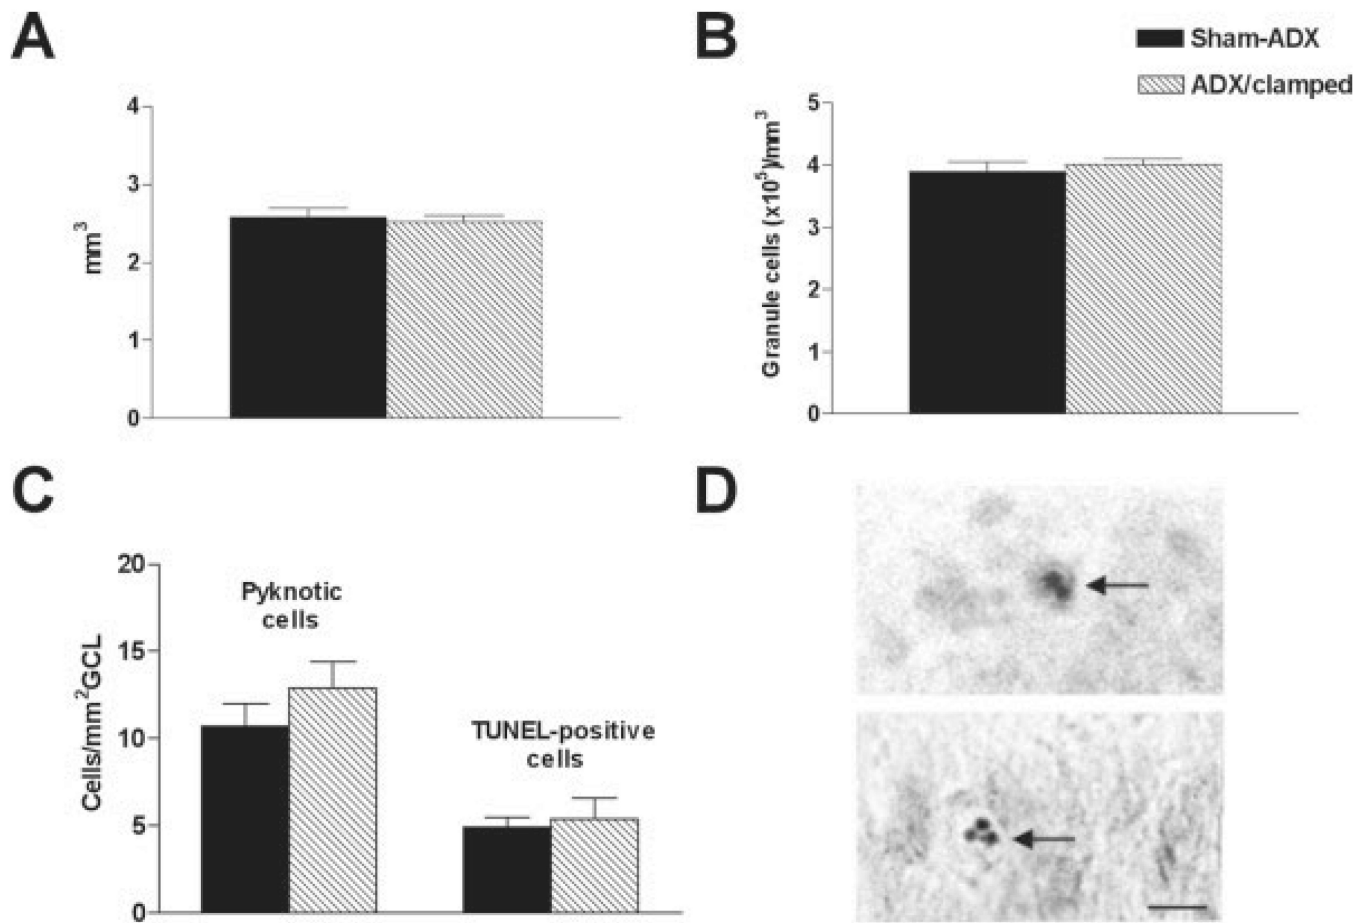 A
4
3
2
1
0
mm³
B
Sham-ADX
ADX/clamped
5
4
3
2
1
0
Granule cells (x10⁵)/mm³
C
20
15
10
5
0
Cells/mm²GCL
Pyknotic
cells
TUNEL-positive
cells
D